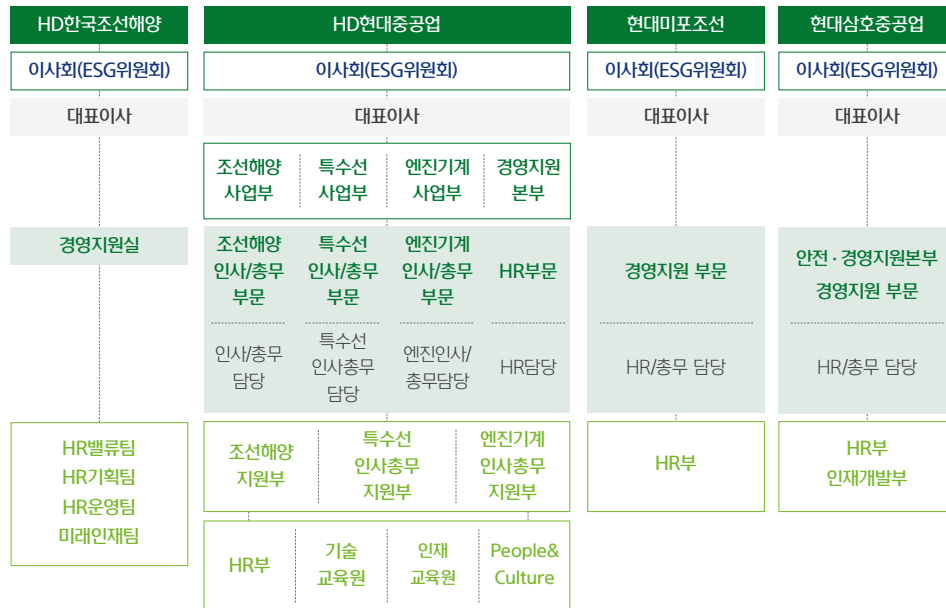 HD한국조선해양
이사회(ESG위원회)
대표이사
경영지원실
HR밸류팀
HR기획팀
HR운영팀
미래인재팀
HD현대중공업
이사회(ESG위원회)
대표이사
조선해양
사업부
특수선
사업부
엔진기계
사업부
경영지원
본부
조선해양
인사/총무
부문
특수선
인사/총무
부문
엔진기계
인사/총무
부문
HR부문
인사/총무
담당
특수선
인사총무
담당
엔진인사/
총무담당
HR담당
조선해양
지원부
특수선
인사총무
지원부
엔진기계
인사총무
지원부
HR부
기술
교육원
인재
교육원
People&
Culture
현대미포조선
이사회(ESG위원회)
대표이사
경영지원 부문
HR/총무 담당
HR부
현대삼호중공업
이사회(ESG위원회)
대표이사
안전 · 경영지원본부
경영지원 부문
HR/총무 담당
HR부
인재개발부